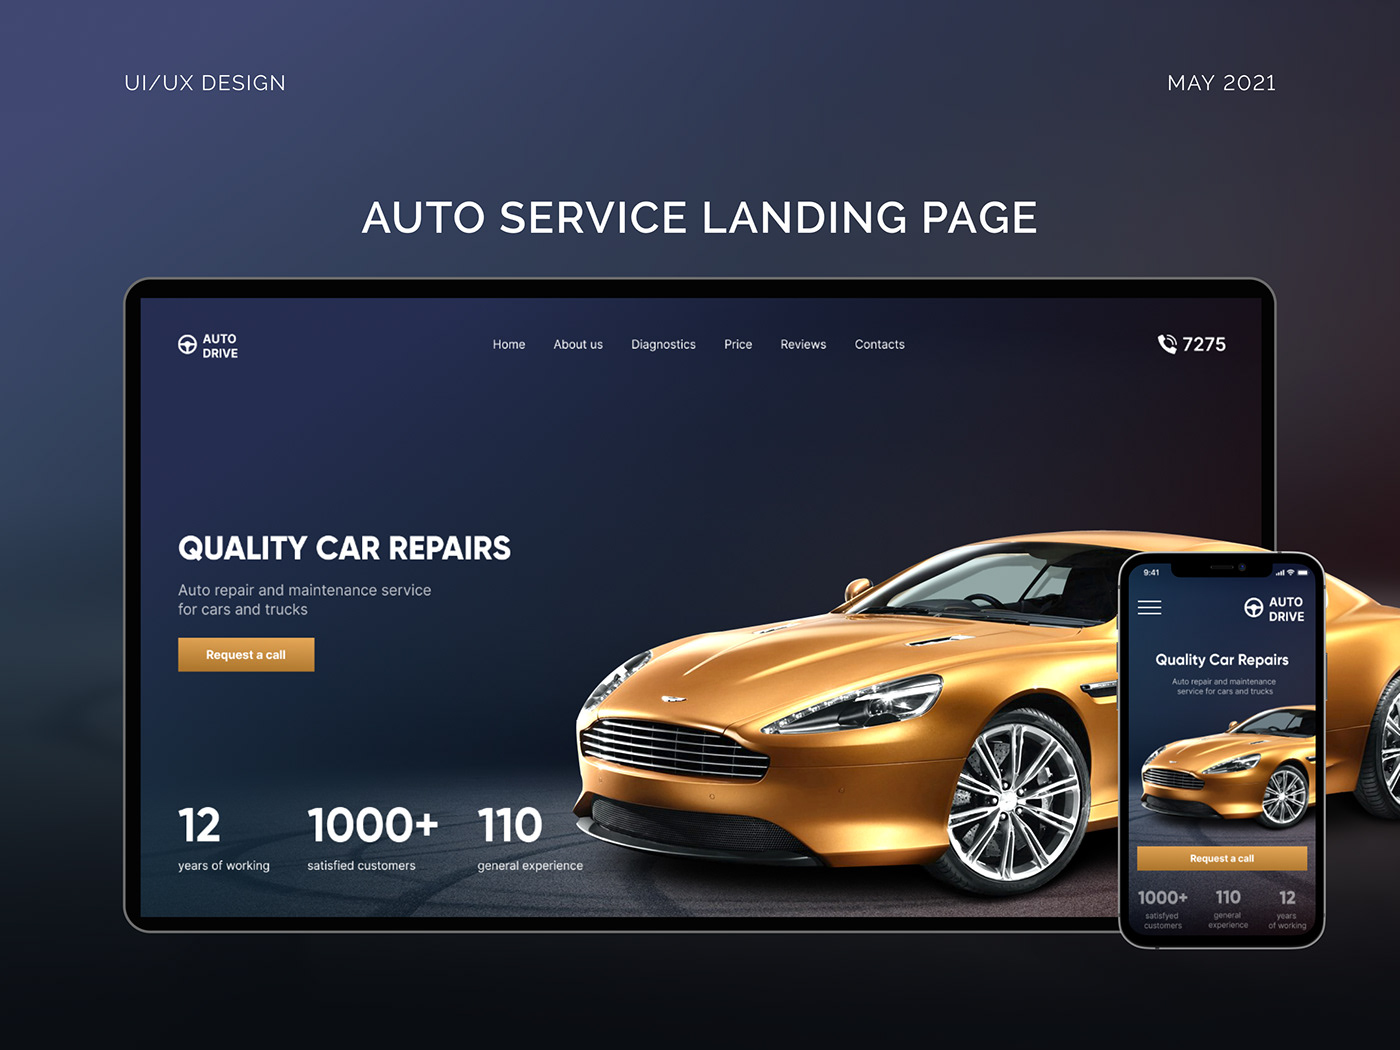 UI/UX DESIGN
MAY 2021
AUTO SERVICE LANDING PAGE
AUTO
DRIVE
Home About us Diagnostics Price Reviews Contacts
7275
QUALITY CAR REPAIRS
Auto repair and maintenance service
for cars and trucks
Request a call
12 1000+ 110
years of working satisfied customers general experience
9:41
AUTO
DRIVE
Quality Car Repairs
Auto repair and maintenance
service for cars and trucks
Request a call
1000+ 110 12
satisfyed general years
customers experience of working